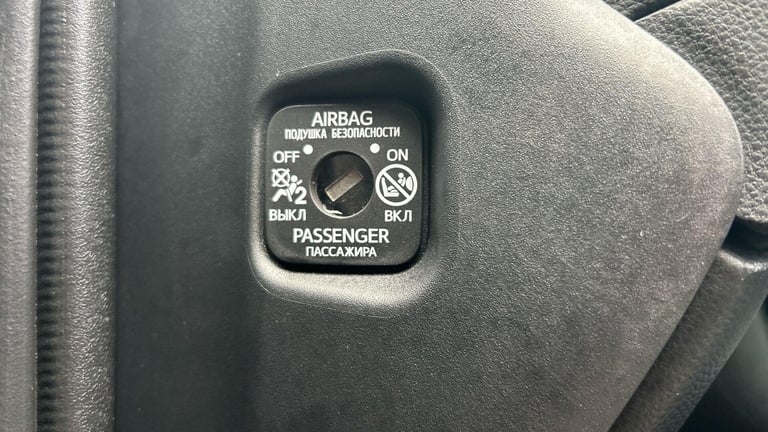 AIRBAG
ПОДУШКА БЕЗОПАСНОСТИ
OFF ON
2
ВЫКЛ ВКЛ
PASSENGER
ПАССАЖИРА